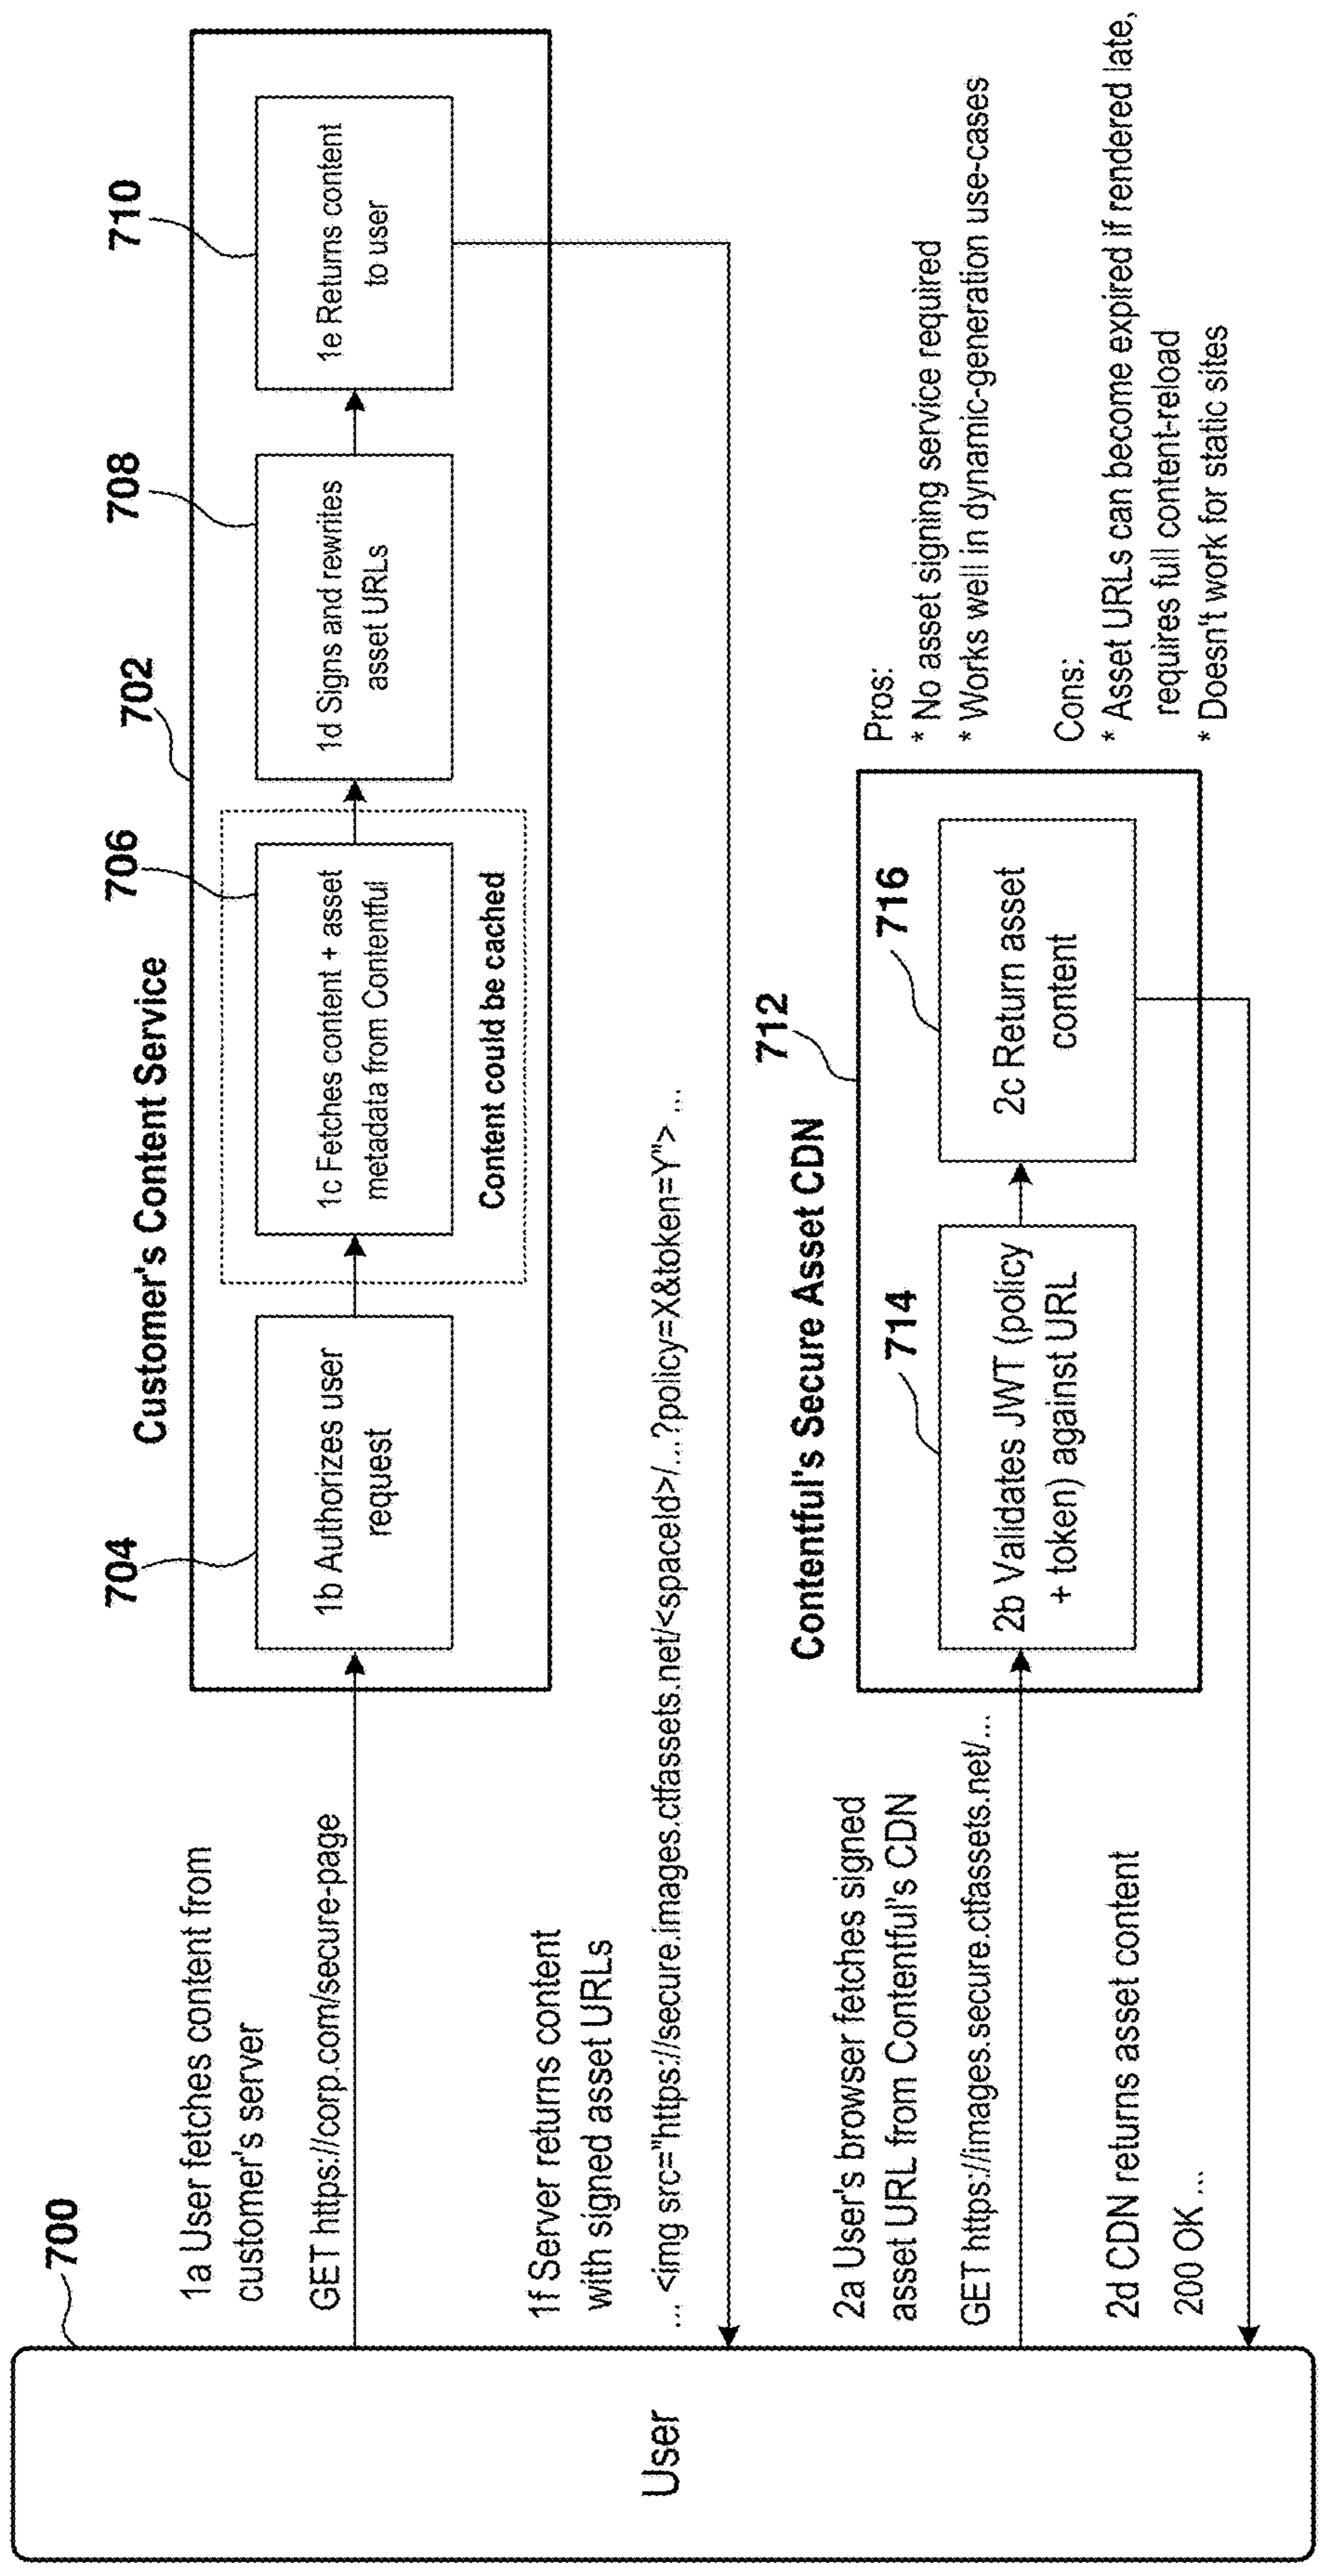 700
User
1a User fetches content from
customer's server
GET https://corp.com/secure-page
Customer's Content Service
702
704
1b Authorizes user
request
706
1c Fetches content + asset
metadata from Contentful
Content could be cached
708
1d Signs and rewrites
asset URLs
710
1e Returns content
to user
1f Server returns content
with signed asset URLs
... <img src="https://secure.images.ctfassets.net/<spaceId>/...?policy=X&token=Y"> ...
2a User's browser fetches signed
asset URL from Contentful's CDN
GET https://images.secure.ctfassets.net/...
Contentful's Secure Asset CDN
712
714
2b Validates JWT (policy
+ token) against URL
716
2c Return asset
content
2d CDN returns asset content
200 OK ...
Pros:
* No asset signing service required
* Works well in dynamic-generation use-cases
Cons:
* Asset URLs can become expired if rendered late,
requires full content-reload
* Doesn't work for static sites